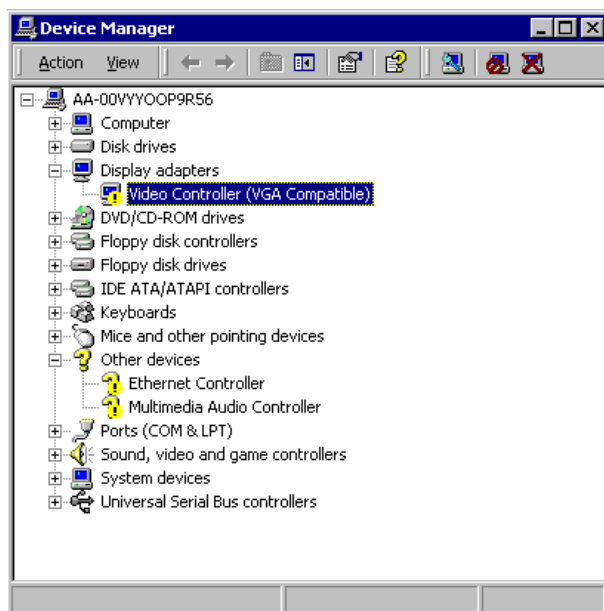 Device Manager
Action View
AA-00VYYOOP9R56
Computer
Disk drives
Display adapters
Video Controller (VGA Compatible)
DVD/CD-ROM drives
Floppy disk controllers
Floppy disk drives
IDE ATA/ATAPI controllers
Keyboards
Mice and other pointing devices
Other devices
Ethernet Controller
Multimedia Audio Controller
Ports (COM & LPT)
Sound, video and game controllers
System devices
Universal Serial Bus controllers